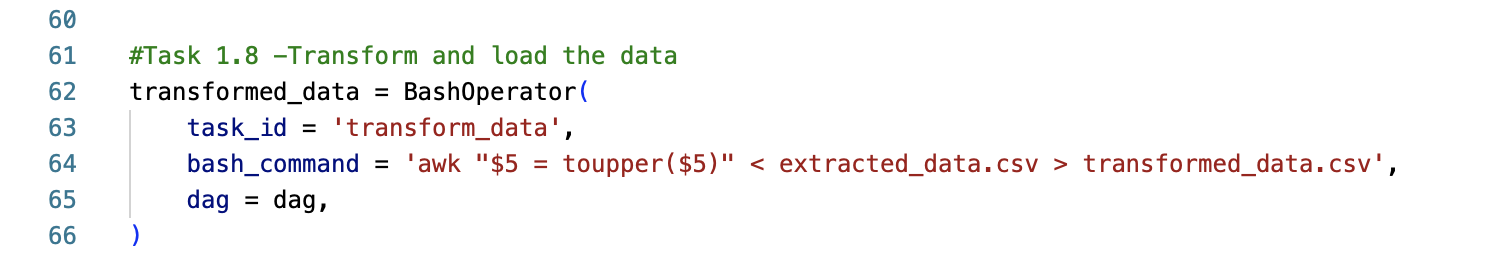 60
61 #Task 1.8 -Transform and load the data
62 transformed_data = BashOperator(
63 task_id = 'transform_data',
64 bash_command = 'awk "$5 = toupper($5)" < extracted_data.csv > transformed_data.csv',
65 dag = dag,
66 )